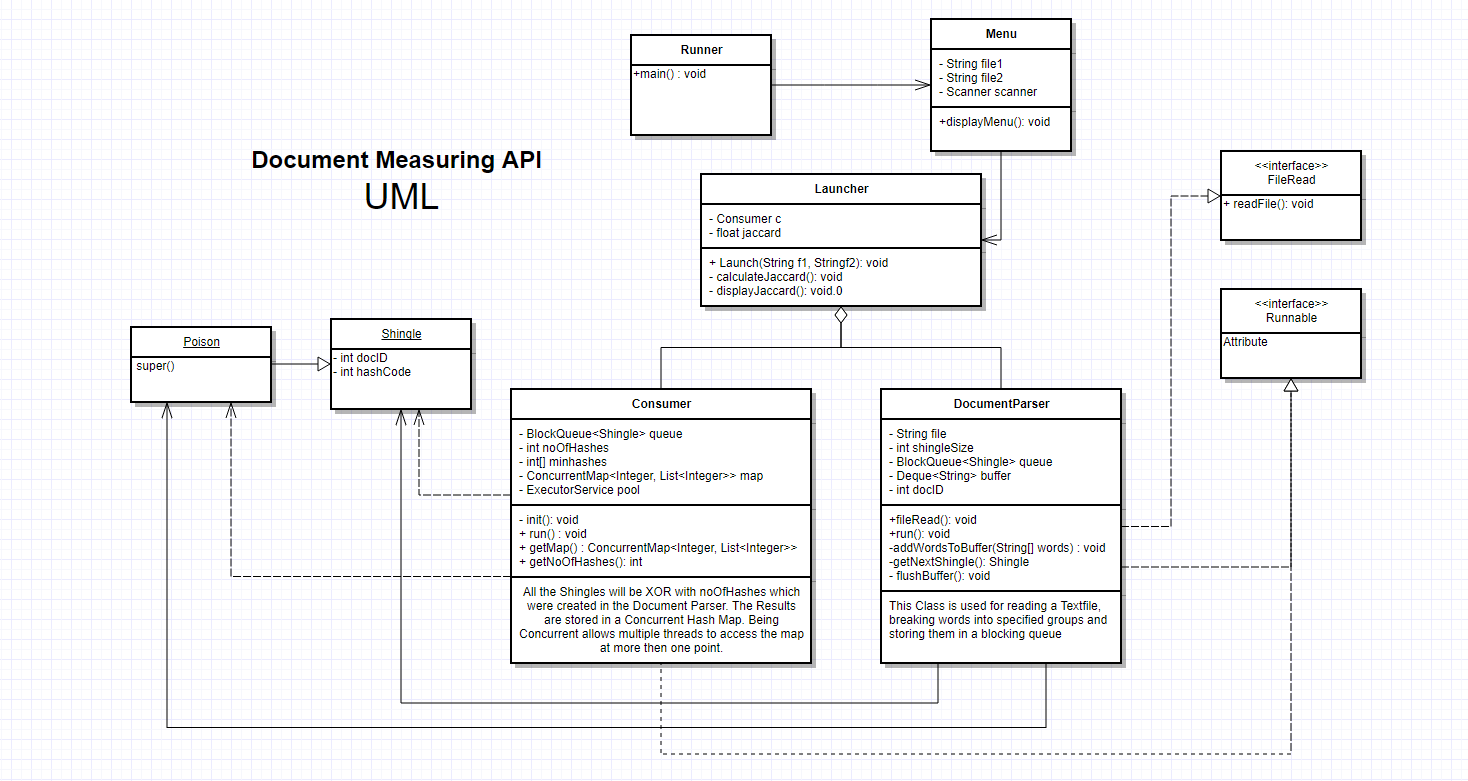 Document Measuring API
UML
Runner
+main() : void
Menu
- String file1
- String file2
- Scanner scanner
+displayMenu(): void
Launcher
- Consumer c
- float jaccard
+ Launch(String f1, Stringf2): void
- calculateJaccard(): void
- displayJaccard(): void.0
<<interface>>
FileRead
+ readFile(): void
<<interface>>
Runnable
Attribute
Poison
super()
Shingle
- int docID
- int hashCode
Consumer
- BlockQueue<Shingle> queue
- int noOfHashes
- int[] minhashes
- ConcurrentMap<Integer, List<Integer>> map
- ExecutorService pool
- init(): void
+ run() : void
+ getMap() : ConcurrentMap<Integer, List<Integer>>
+ getNoOfHashes(): int
All the Shingles will be XOR with noOfHashes which
were created in the Document Parser. The Results
are stored in a Concurrent Hash Map. Being
Concurrent allows multiple threads to access the map
at more then one point.
DocumentParser
- String file
- int shingleSize
- BlockQueue<Shingle> queue
- Deque<String> buffer
- int docID
+fileRead(): void
+run(): void
-addWordsToBuffer(String[] words) : void
-getNextShingle(): Shingle
- flushBuffer(): void
This Class is used for reading a Textfile,
breaking words into specified groups and
storing them in a blocking queue